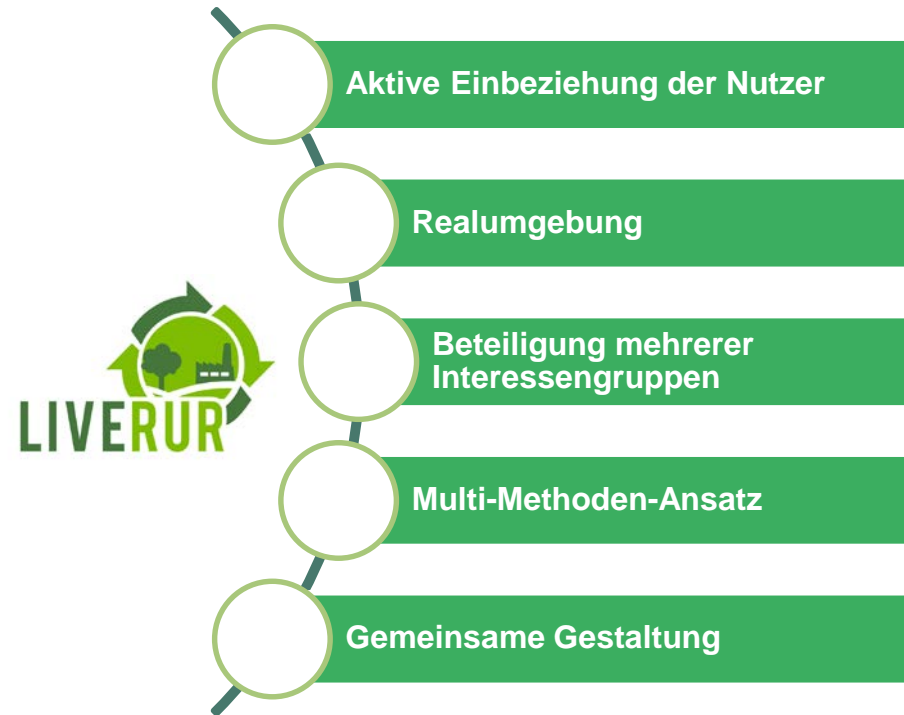 Aktive Einbeziehung der Nutzer
Realumgebung
Beteiligung mehrerer
Interessengruppen
LIVERUR
Multi-Methoden-Ansatz
Gemeinsame Gestaltung